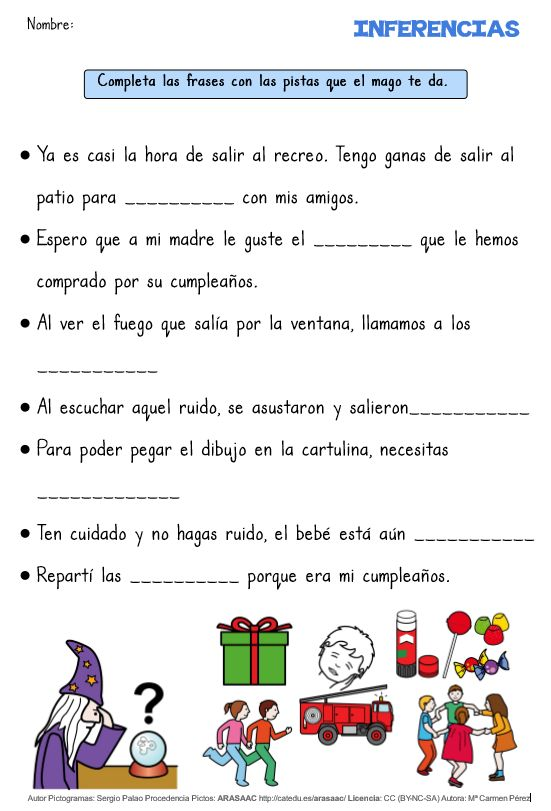 Nombre:
INFERENCIAS
Completa las frases con las pistas que el mago te da.
● Ya es casi la hora de salir al recreo. Tengo ganas de salir al
patio para __________ con mis amigos.
● Espero que a mi madre le guste el _________ que le hemos
comprado por su cumpleaños.
● Al ver el fuego que salía por la ventana, llamamos a los
___________
● Al escuchar aquel ruido, se asustaron y salieron___________
● Para poder pegar el dibujo en la cartulina, necesitas
_____________
● Ten cuidado y no hagas ruido, el bebé está aún ___________
● Repartí las __________ porque era mi cumpleaños.
?
Autor Pictogramas: Sergio Palao Procedencia Pictos: ARASAAC http://catedu.es/arasaac/ Licencia: CC (BY-NC-SA) Autora: Mª Carmen Pérez